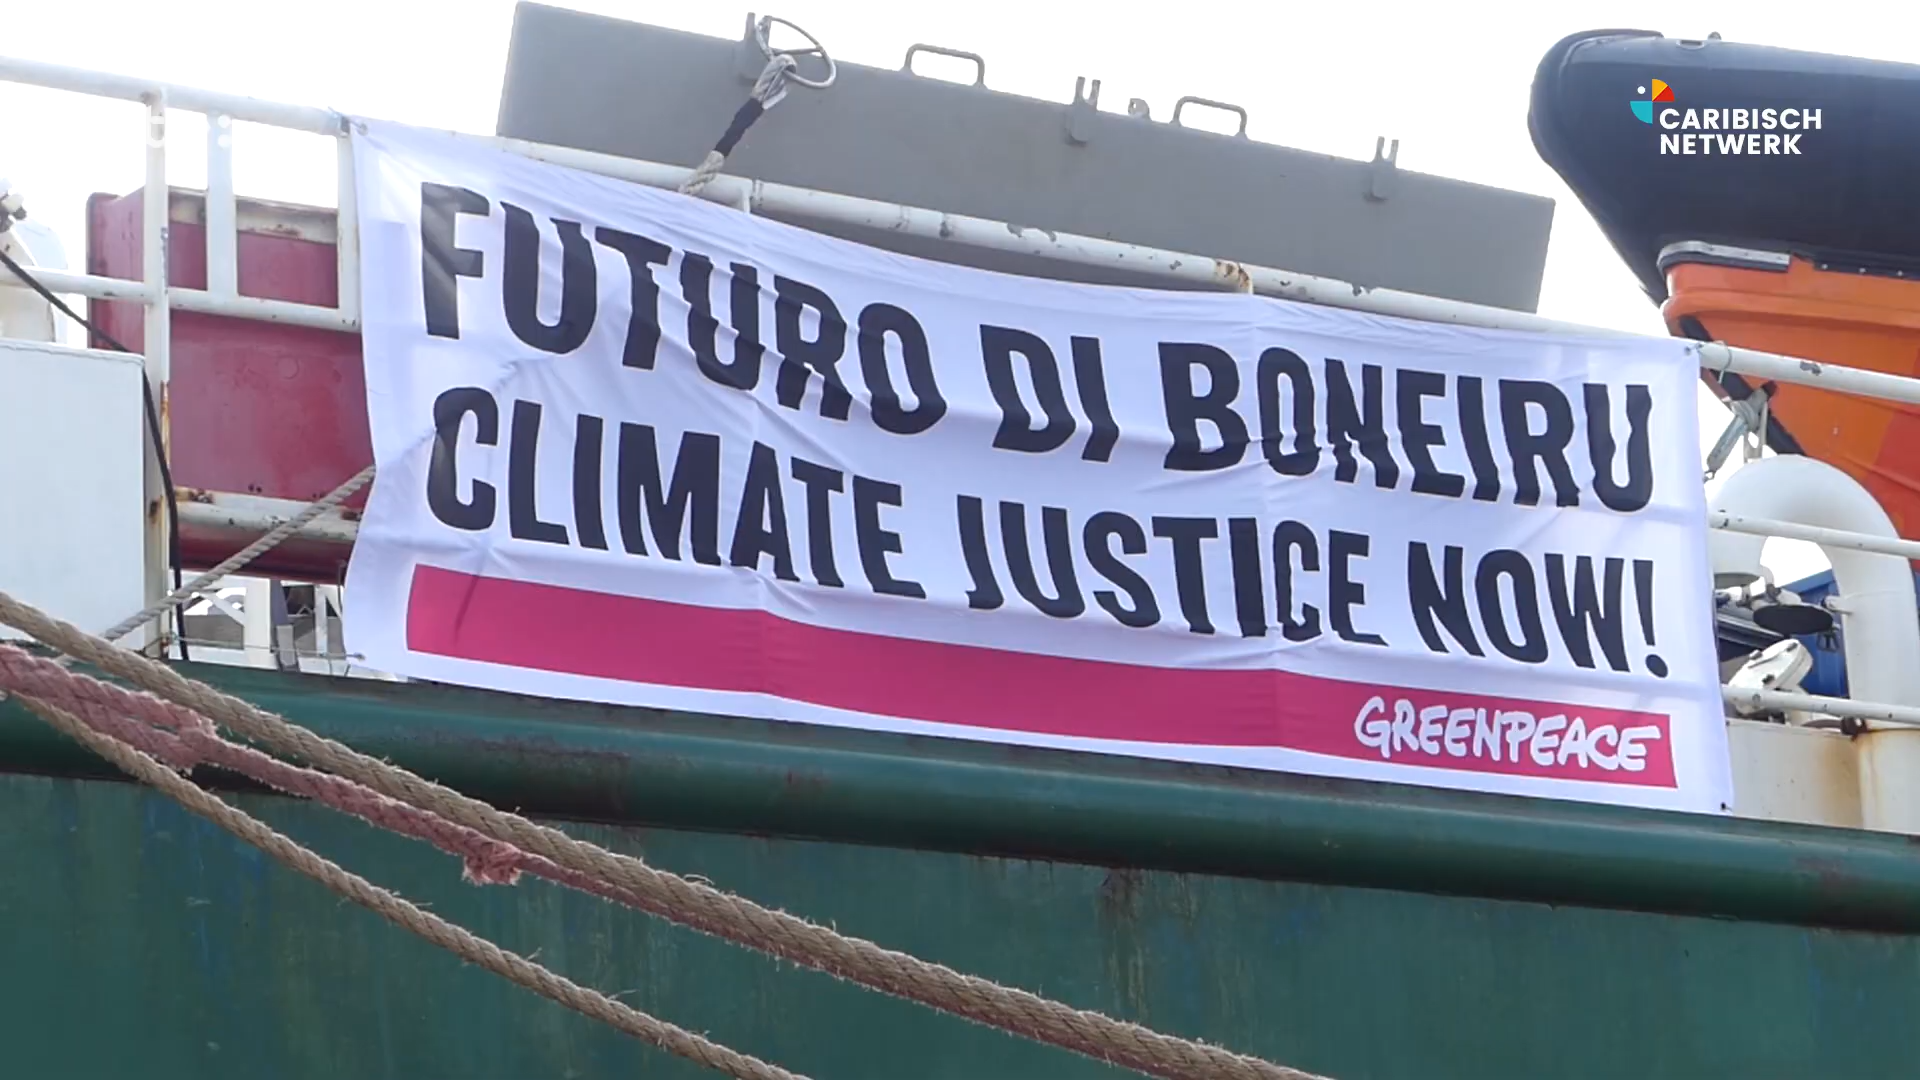 CARIBISCH
NETWERK
FUTURO DI BONEIRU
CLIMATE JUSTICE NOW!
GREENPEACE